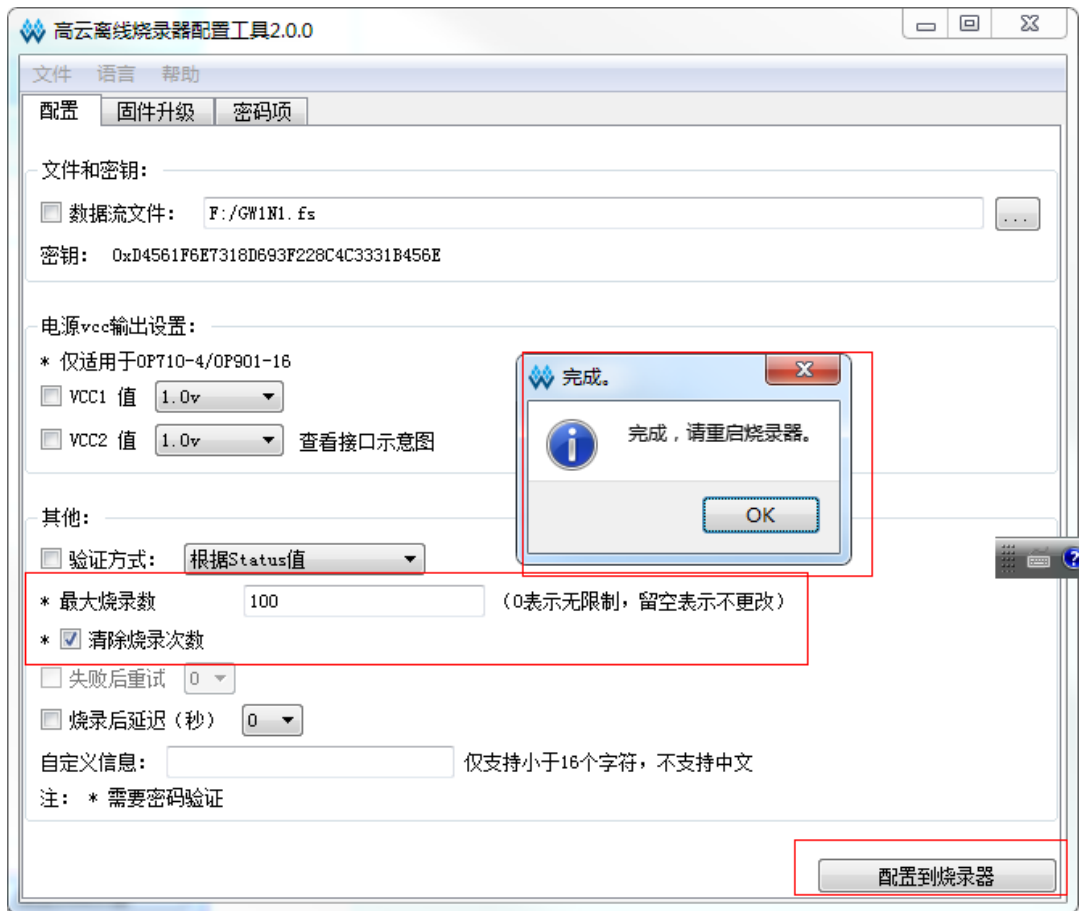 高云离线烧录器配置工具2.0.0
文件 语言 帮助
配置 固件升级 密码项
文件和密钥：
数据流文件： F:/GW1N1.fs ...
密钥： 0xD4561F6E7318D693F228C4C3331B456E
电源vcc输出设置：
* 仅适用于OP710-4/OP901-16
VCC1 值 1.0v
VCC2 值 1.0v 查看接口示意图
完成。
完成，请重启烧录器。
OK
其他：
验证方式： 根据Status值
* 最大烧录数 100 （0表示无限制，留空表示不更改）
* 清除烧录次数
失败后重试 0
烧录后延迟（秒） 0
自定义信息： 仅支持小于16个字符，不支持中文
注： * 需要密码验证
配置到烧录器